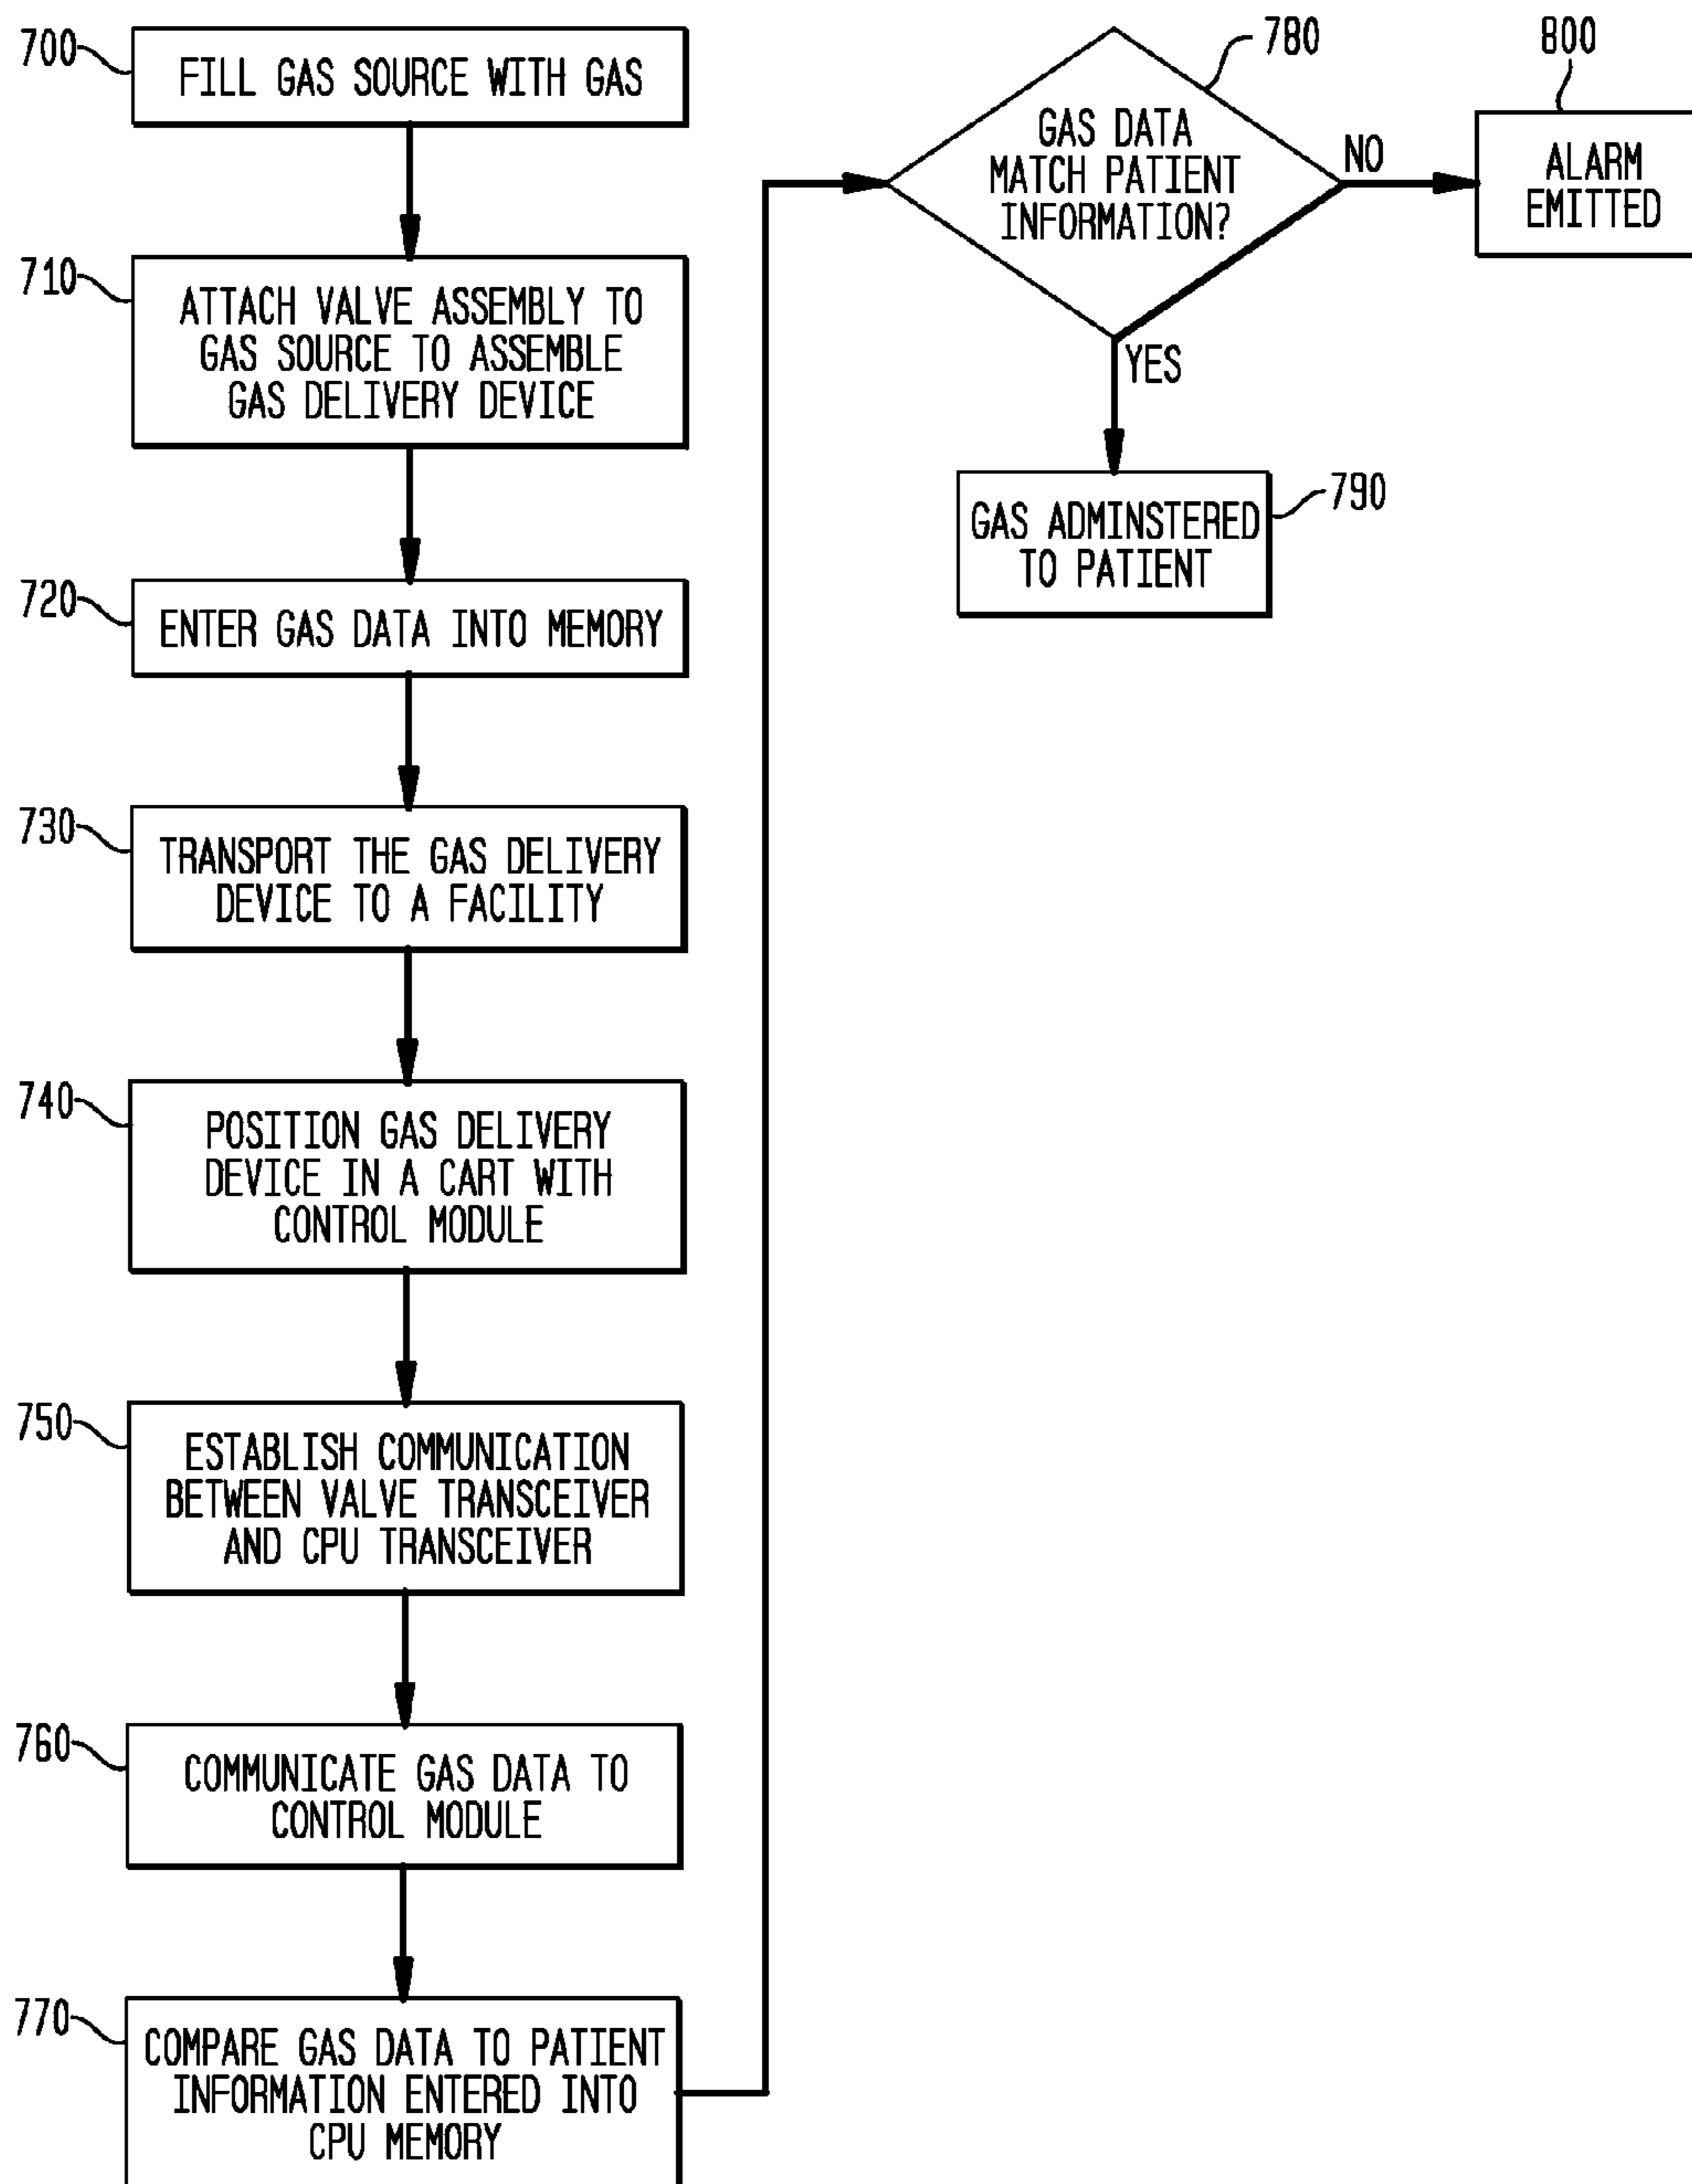 700
FILL GAS SOURCE WITH GAS
710
ATTACH VALVE ASSEMBLY TO
GAS SOURCE TO ASSEMBLE
GAS DELIVERY DEVICE
720
ENTER GAS DATA INTO MEMORY
730
TRANSPORT THE GAS DELIVERY
DEVICE TO A FACILITY
740
POSITION GAS DELIVERY
DEVICE IN A CART WITH
CONTROL MODULE
750
ESTABLISH COMMUNICATION
BETWEEN VALVE TRANSCEIVER
AND CPU TRANSCEIVER
760
COMMUNICATE GAS DATA TO
CONTROL MODULE
770
COMPARE GAS DATA TO PATIENT
INFORMATION ENTERED INTO
CPU MEMORY
780
GAS DATA
MATCH PATIENT
INFORMATION?
NO
800
ALARM
EMITTED
YES
790
GAS ADMINSTERED
TO PATIENT